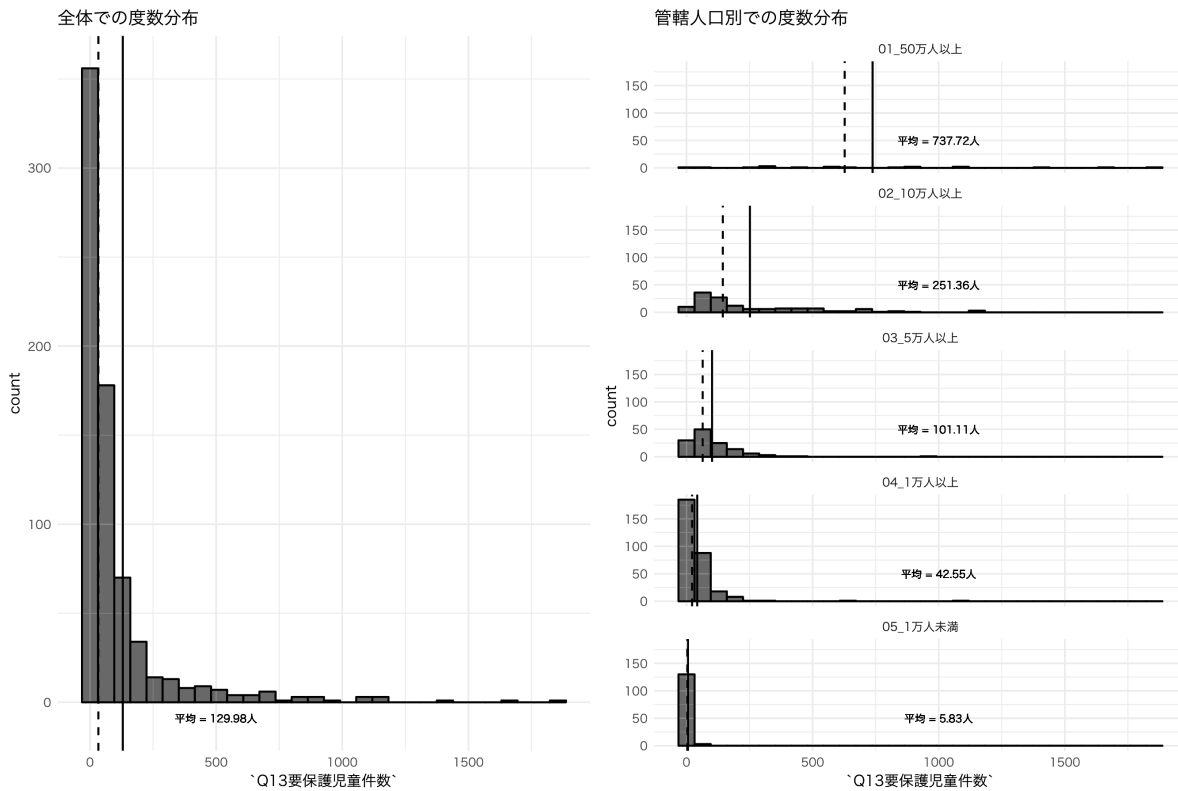 全体での度数分布
count
300
200
100
0
平均 = 129.98人
0 500 1000 1500
`Q13要保護児童件数`
管轄人口別での度数分布
count
01_50万人以上
150
100
50
0
平均 = 737.72人
02_10万人以上
150
100
50
0
平均 = 251.36人
03_5万人以上
150
100
50
0
平均 = 101.11人
04_1万人以上
150
100
50
0
平均 = 42.55人
05_1万人未満
150
100
50
0
平均 = 5.83人
0 500 1000 1500
`Q13要保護児童件数`